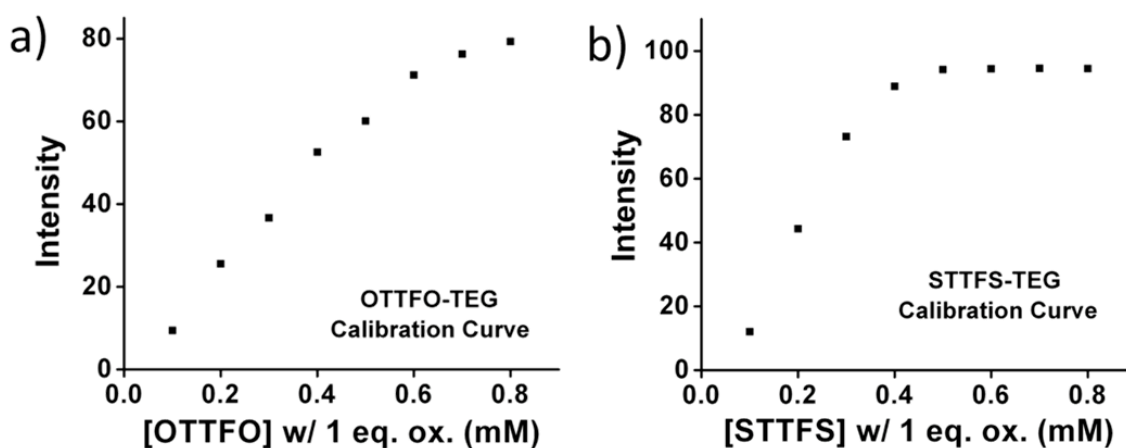 a)
80
60
40
20
0
Intensity
0.0 0.2 0.4 0.6 0.8
[OTTFO] w/ 1 eq. ox. (mM)
OTTFO-TEG
Calibration Curve
b)
100
80
60
40
20
0
Intensity
0.0 0.2 0.4 0.6 0.8
[STTFS] w/ 1 eq. ox. (mM)
STTFS-TEG
Calibration Curve